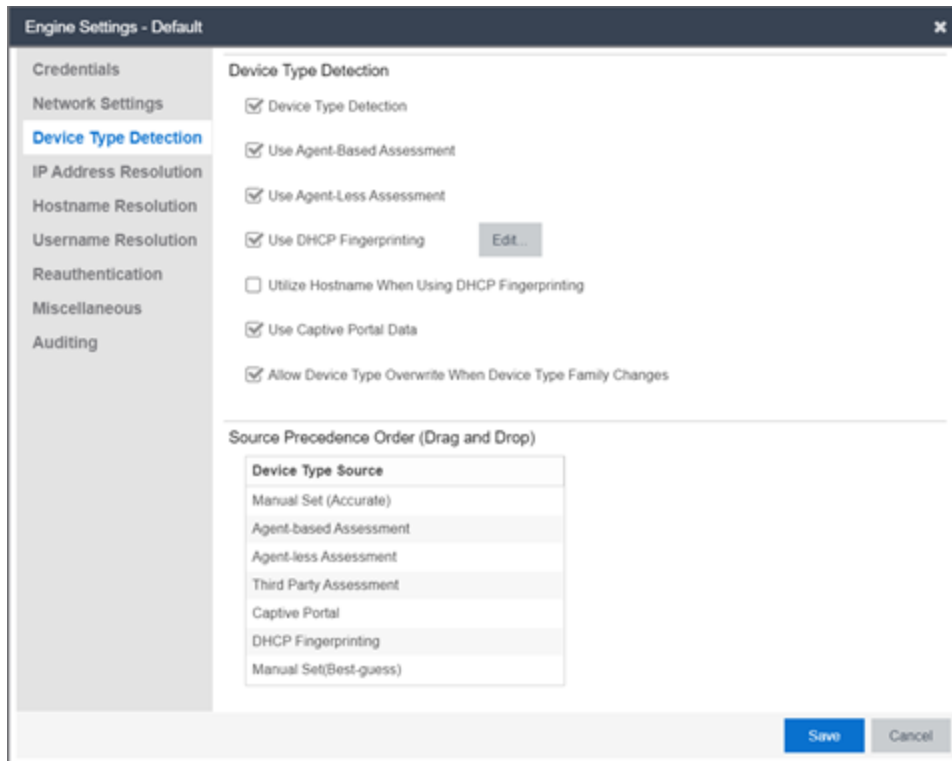 Engine Settings - Default
Credentials
Network Settings
Device Type Detection
IP Address Resolution
Hostname Resolution
Username Resolution
Reauthentication
Miscellaneous
Auditing
Device Type Detection
Device Type Detection
Use Agent-Based Assessment
Use Agent-Less Assessment
Use DHCP Fingerprinting
Edit...
Utilize Hostname When Using DHCP Fingerprinting
Use Captive Portal Data
Allow Device Type Overwrite When Device Type Family Changes
Source Precedence Order (Drag and Drop)
Device Type Source
Manual Set (Accurate)
Agent-based Assessment
Agent-less Assessment
Third Party Assessment
Captive Portal
DHCP Fingerprinting
Manual Set(Best-guess)
Save
Cancel